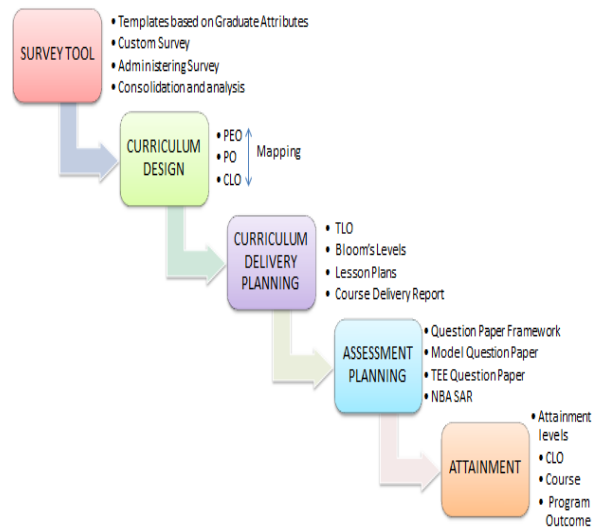 SURVEY TOOL
• Templates based on Graduate Attributes
• Custom Survey
• Administering Survey
• Consolidation and analysis
CURRICULUM
DESIGN
• PEO
• PO
• CLO
Mapping
CURRICULUM
DELIVERY
PLANNING
• TLO
• Bloom's Levels
• Lesson Plans
• Course Delivery Report
ASSESSMENT
PLANNING
• Question Paper Framework
• Model Question Paper
• TEE Question Paper
• NBA SAR
ATTAINMENT
• Attainment
levels
• CLO
• Course
• Program
Outcome